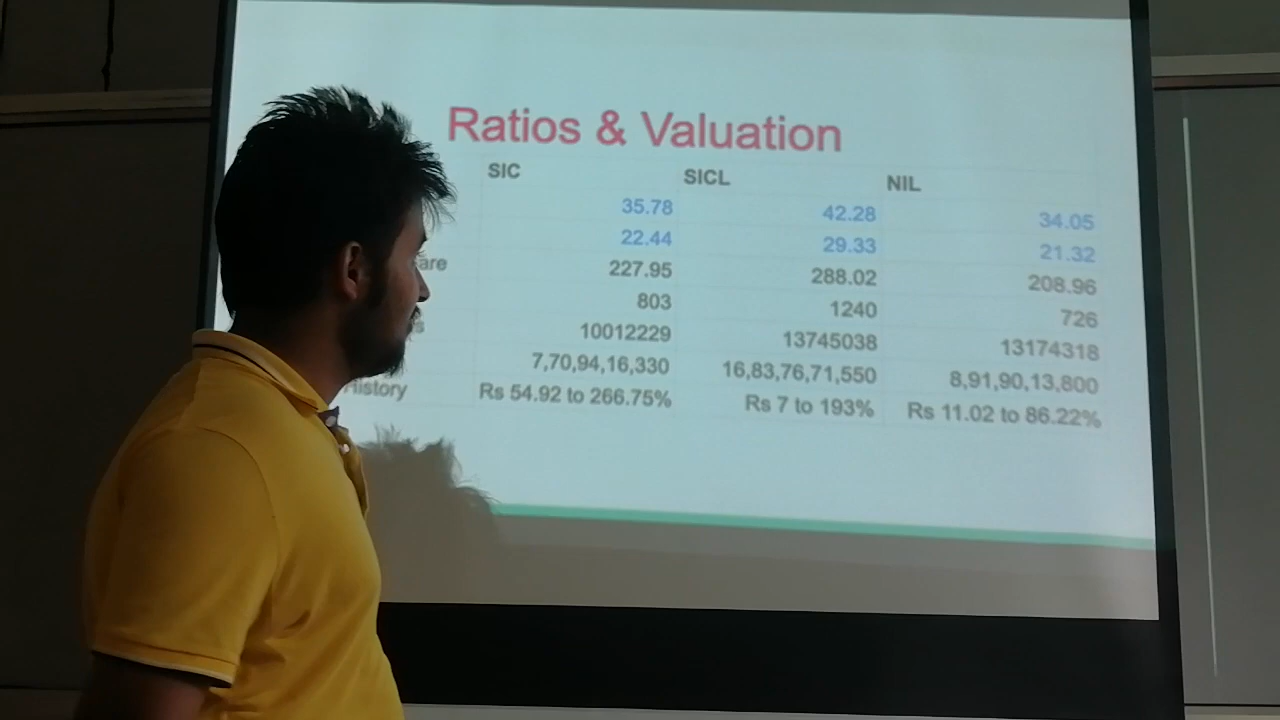 Ratios & Valuation
SIC SICL NIL
35.78 42.28 34.05
22.44 29.33 21.32
227.95 288.02 208.96
803 1240 726
10012229 13745038 13174318
7,70,94,16,330 16,83,76,71,550 8,91,90,13,800
History Rs 54.92 to 266.75% Rs 7 to 193% Rs 11.02 to 86.22%